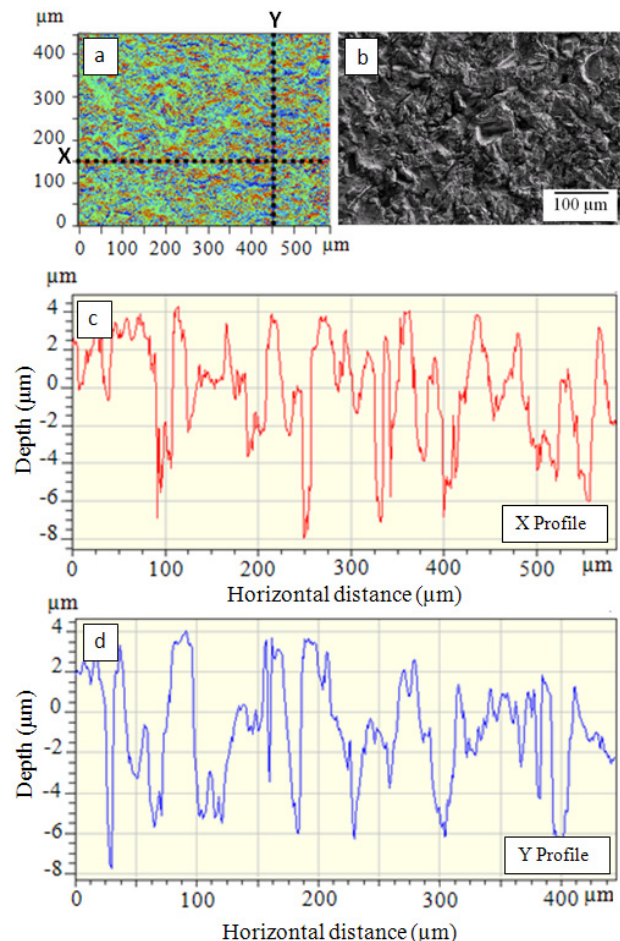 µm
Y
a
b
400
300
200
X
100
0
0 100 200 300 400 500 µm
100 µm
µm
c
4
2
0
-2
-4
-6
-8
Depth (µm)
X Profile
0 100 200 300 400 500 µm
Horizontal distance (µm)
µm
d
4
2
0
-2
-4
-6
-8
Depth (µm)
Y Profile
0 100 200 300 400 µm
Horizontal distance (µm)